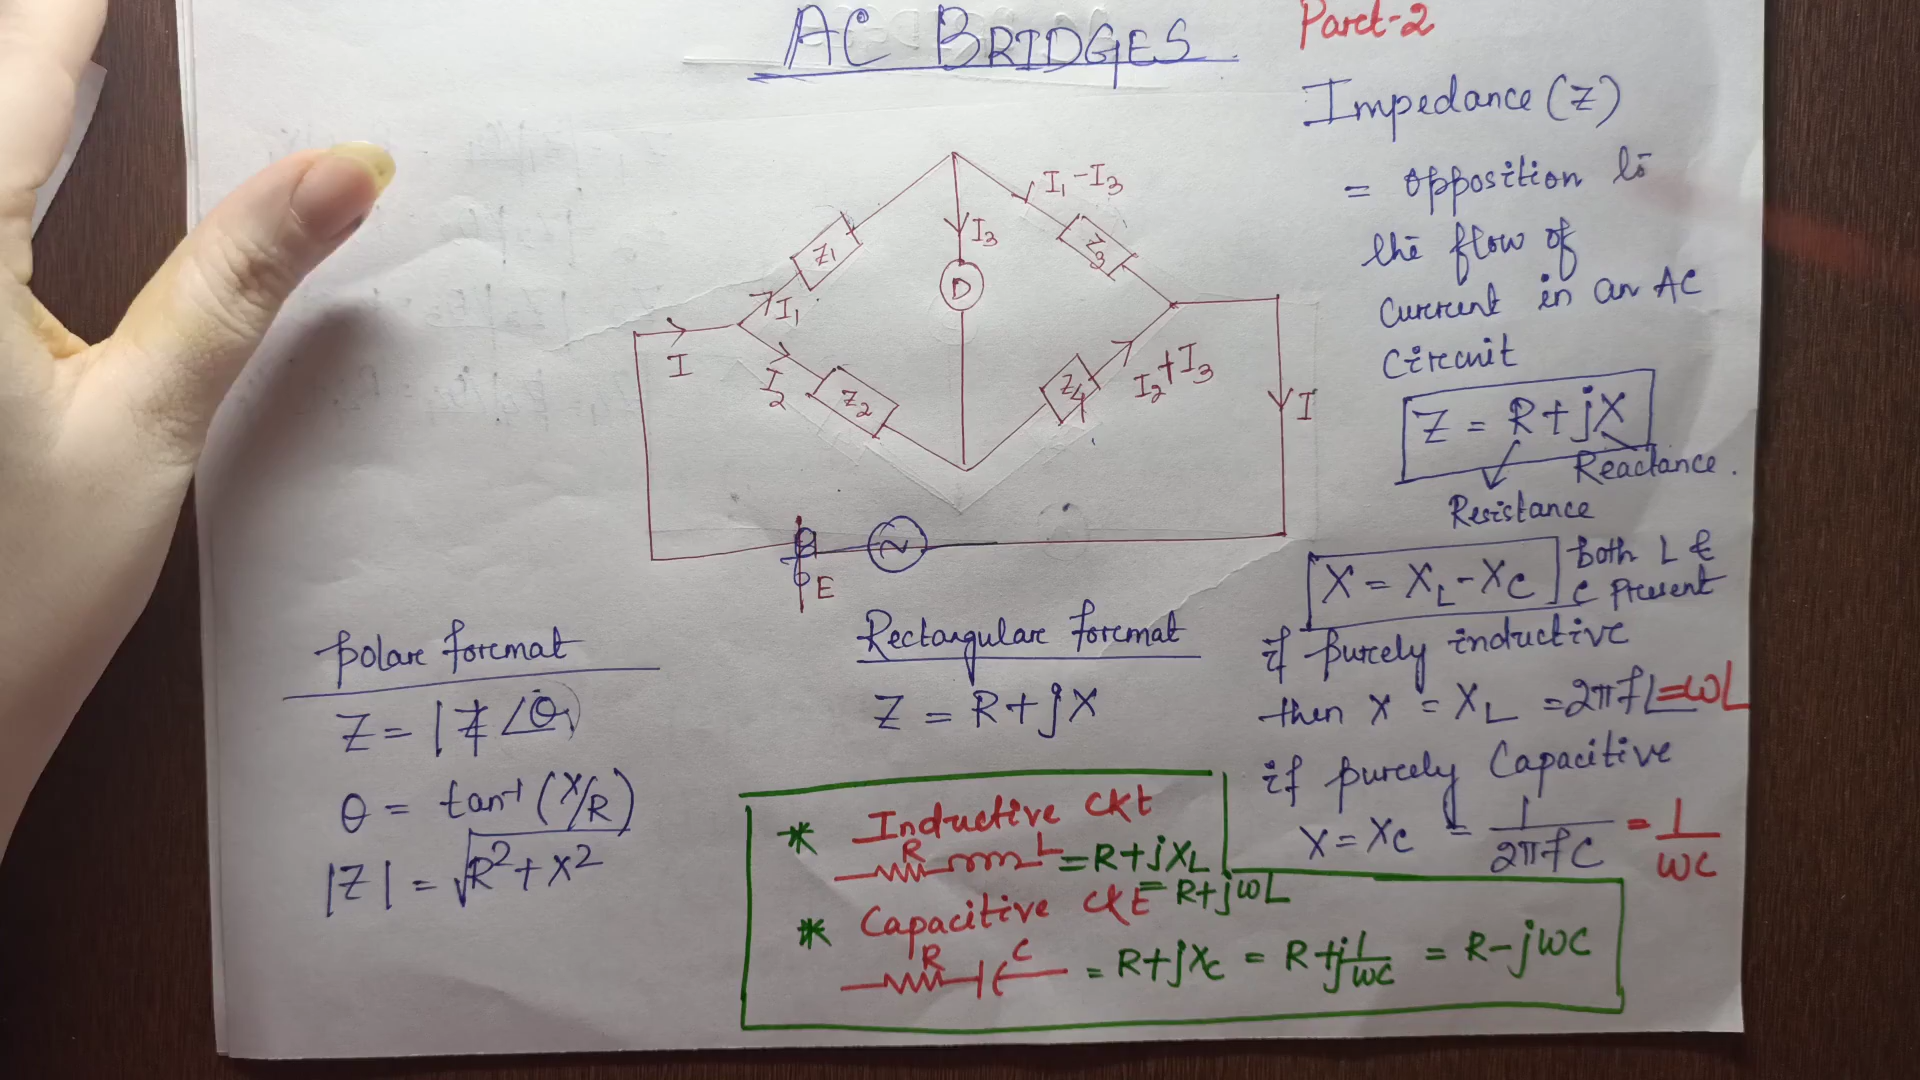 AC BRIDGES
Part-2
Impedance (Z)
= opposition to
the flow of
current in an AC
circuit
Z = R + jX
Reactance.
Resistance
X = XL - XC
both L &
C present
if purely inductive
then X = XL = 2πfL = ωL
if purely Capacitive
X = XC = 1/2πfC = 1/ωC
I1 - I3
Z1
I3
Z3
D
I1
I
I2
Z2
Z4
I2 + I3
I
~
E
polar format
Z = |Z ∠θ
θ = tan-1 (X/R)
|Z| = √R2 + X2
Rectangular format
Z = R + jX
* Inductive ckt
R L = R + jXL
= R + jωL
* Capacitive ckt
R C = R + jXc = R + j1/ωC = R - jωC